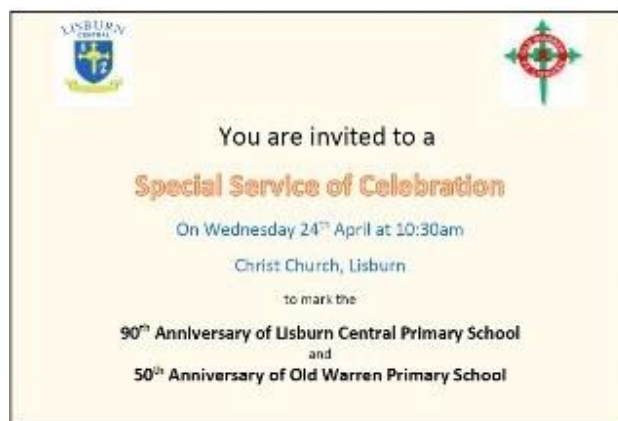 LISBURN
CENTRAL
OLD WARREN
You are invited to a
Special Service of Celebration
On Wednesday 24TH April at 10:30am
Christ Church, Lisburn
to mark the
90th Anniversary of Lisburn Central Primary School
and
50th Anniversary of Old Warren Primary School